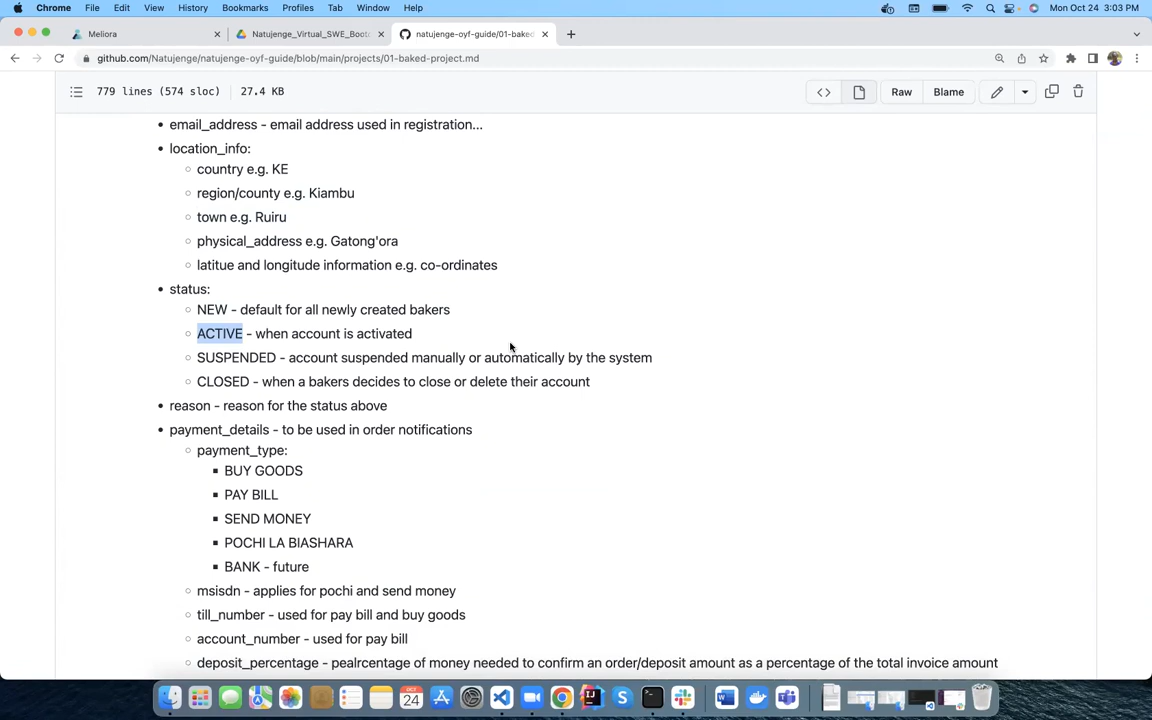 Chrome File Edit View History Bookmarks Profiles Tab Window Help Mon Oct 24 3:03 PM
Meliora Natujenge_Virtual_SWE_Boot natujenge-oyf-guide/01-baked
github.com/Natujenge/natujenge-oyf-guide/blob/main/projects/01-baked-project.md
779 lines (574 sloc) 27.4 KB Raw Blame
• email_address - email address used in registration...
• location_info:
○ country e.g. KE
○ region/county e.g. Kiambu
○ town e.g. Ruiru
○ physical_address e.g. Gatong'ora
○ latitue and longitude information e.g. co-ordinates
• status:
○ NEW - default for all newly created bakers
○ ACTIVE - when account is activated
○ SUSPENDED - account suspended manually or automatically by the system
○ CLOSED - when a bakers decides to close or delete their account
• reason - reason for the status above
• payment_details - to be used in order notifications
○ payment_type:
▪ BUY GOODS
▪ PAY BILL
▪ SEND MONEY
▪ POCHI LA BIASHARA
▪ BANK - future
○ msisdn - applies for pochi and send money
○ till_number - used for pay bill and buy goods
○ account_number - used for pay bill
○ deposit_percentage - pealrcentage of money needed to confirm an order/deposit amount as a percentage of the total invoice amount
OCT
24